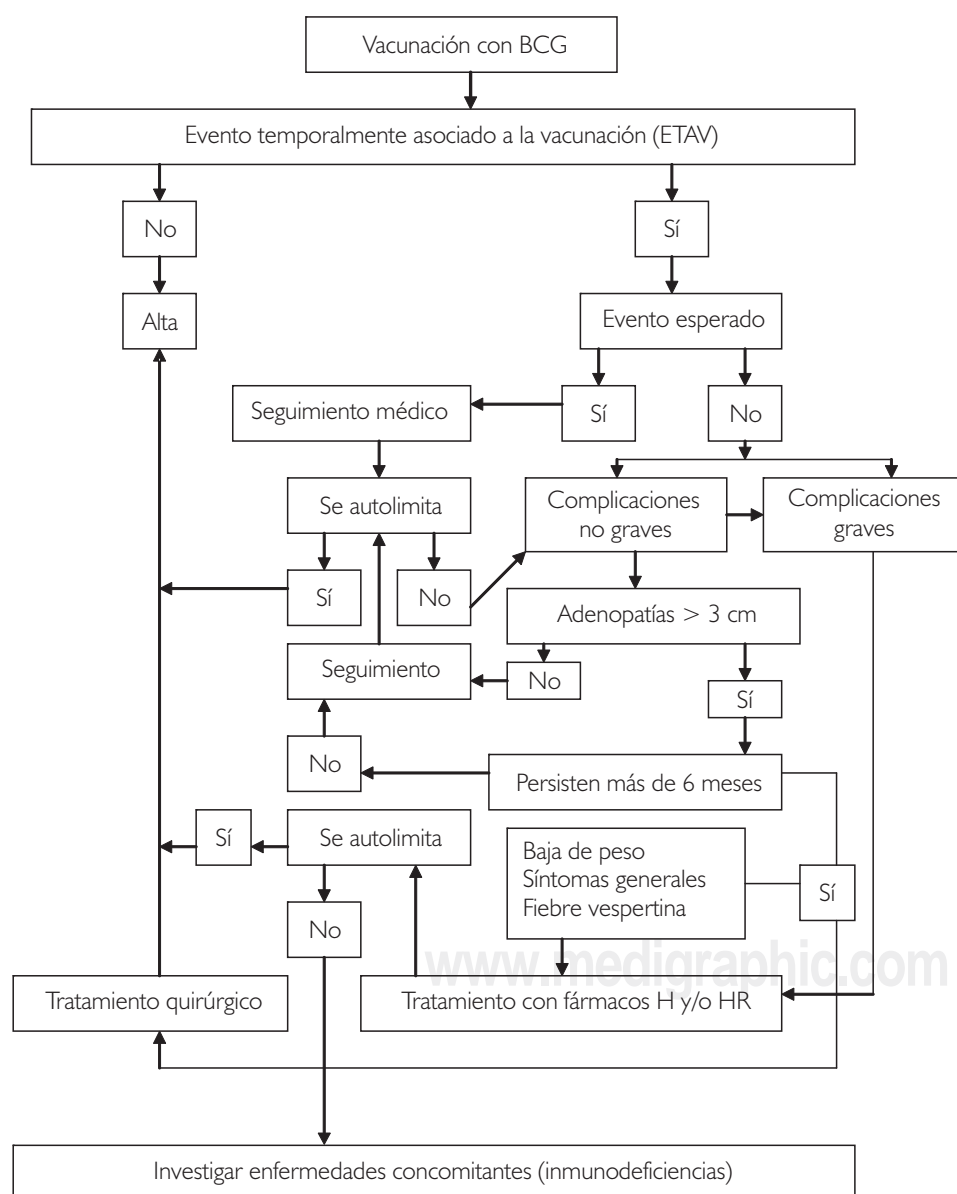 Vacunación con BCG
Evento temporalmente asociado a la vacunación (ETAV)
No
Sí
Alta
Evento esperado
Seguimiento médico
Sí
No
Se autolimita
Complicaciones
no graves
Complicaciones
graves
Sí
No
Adenopatías > 3 cm
Seguimiento
No
Sí
No
Persisten más de 6 meses
Sí
Se autolimita
Baja de peso
Síntomas generales
Fiebre vespertina
Sí
No
www.medigraphic.com
Tratamiento quirúrgico
Tratamiento con fármacos H y/o HR
Investigar enfermedades concomitantes (inmunodeficiencias)